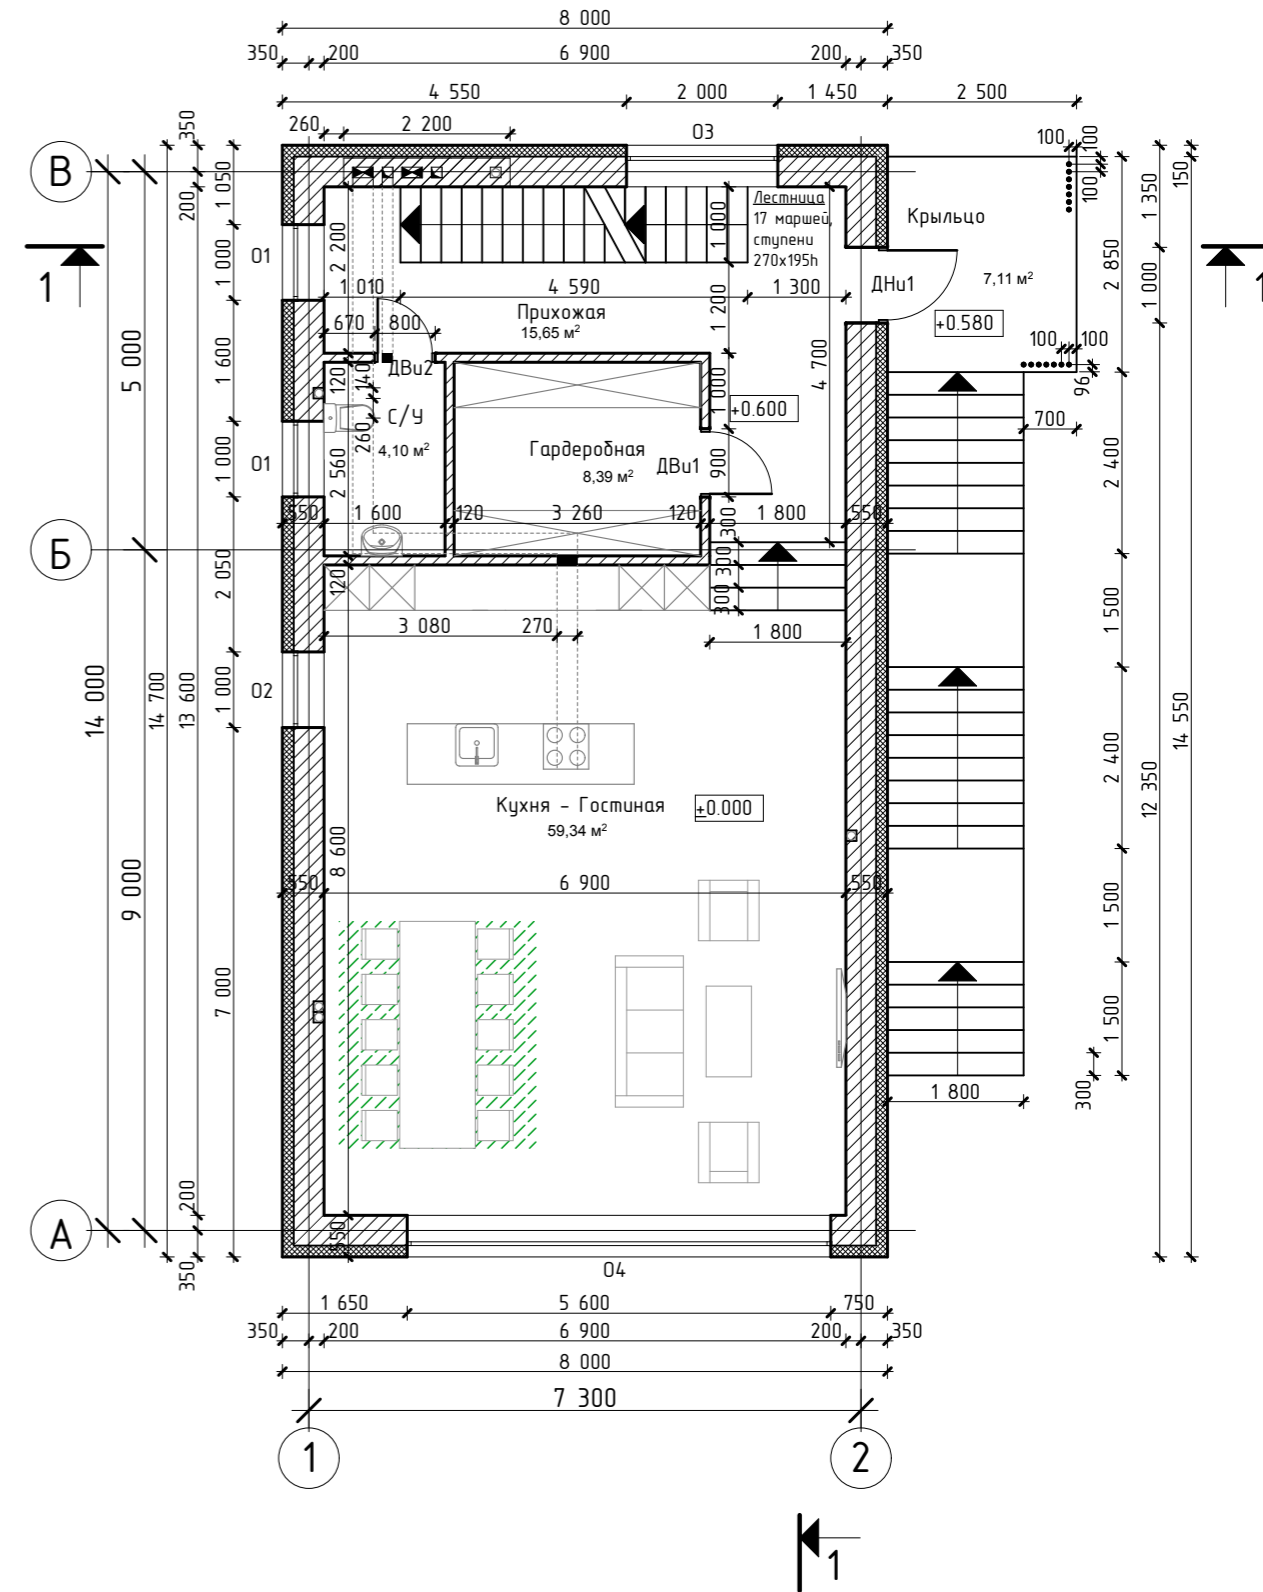 8 000
350 200 6 900 200 350
4 550 2 000 1 450 2 500
260 2 200 О3 100 100
350
В
200
1 050
100
1 350
150
Лестница
17 маршей,
ступени
270х195h
1 000
Крыльцо
2 200
2 850
1 1
О1
1 000
ДНи1
7,11 м²
1 000
1 010 4 590 1 300
Прихожая
15,65 м²
1 200
+0.580
670 800
100 100
5 000
1 600
ДВи2
120
140
4 700
96
1 000
+0.600
700
С/У
4,10 м²
260
Гардеробная
8,39 м²
ДВи1
О1
1 000
2 560
900
2 400
550 1 600 120 3 260 120 1 800 550
Б
300
300
300
120
2 050
1 500
3 080 270 1 800
14 000
14 700
13 600
1 000
О2
14 550
12 350
2 400
Кухня - Гостиная
59,34 м²
±0.000
8 600
9 000
550 6 900 550
1 500
7 000
1 500
300
1 800
200
А
550
350
О4
1 650 5 600 750
350 200 6 900 200 350
8 000
7 300
1 2
1